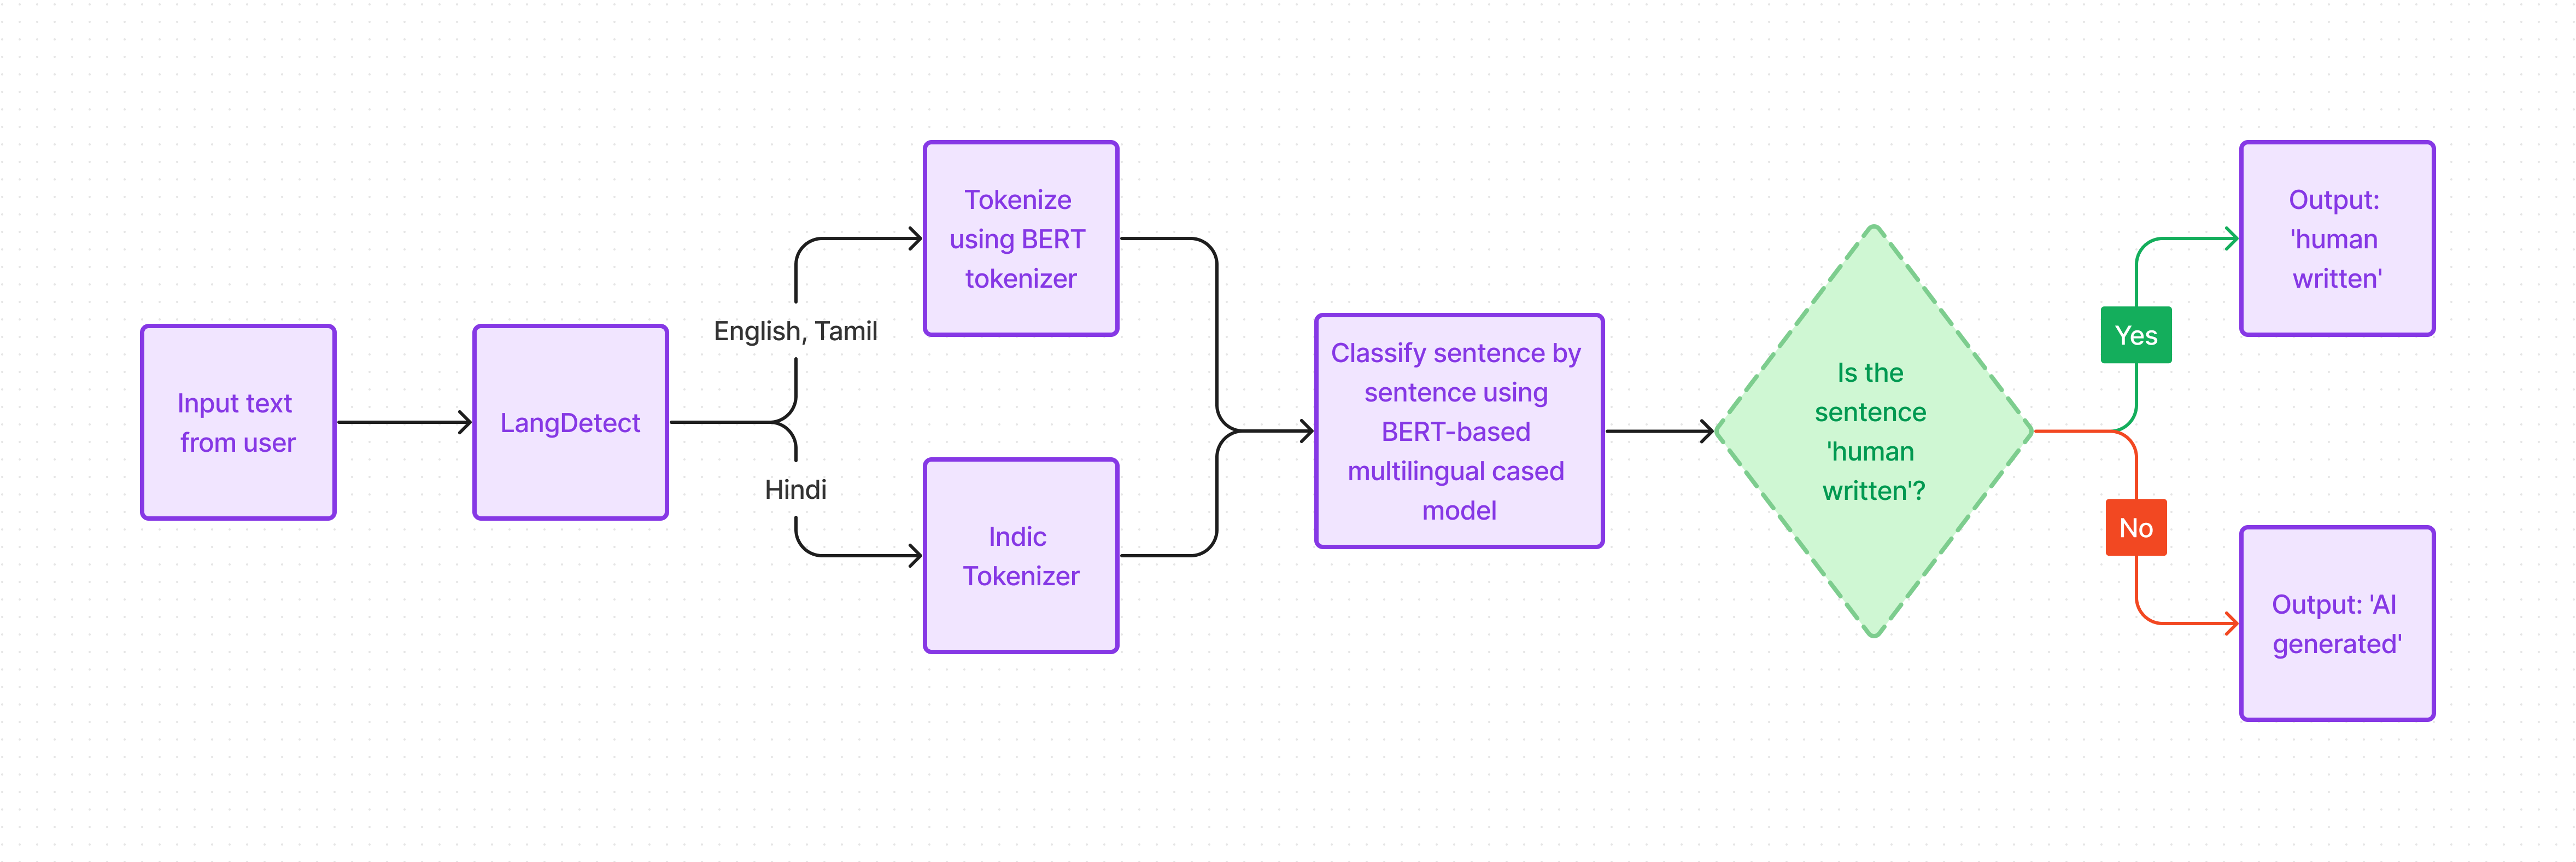 Input text
from user
LangDetect
English, Tamil
Hindi
Tokenize
using BERT
tokenizer
Indic
Tokenizer
Classify sentence by
sentence using
BERT-based
multilingual cased
model
Is the
sentence
'human
written'?
Yes
No
Output:
'human
written'
Output: 'AI
generated'